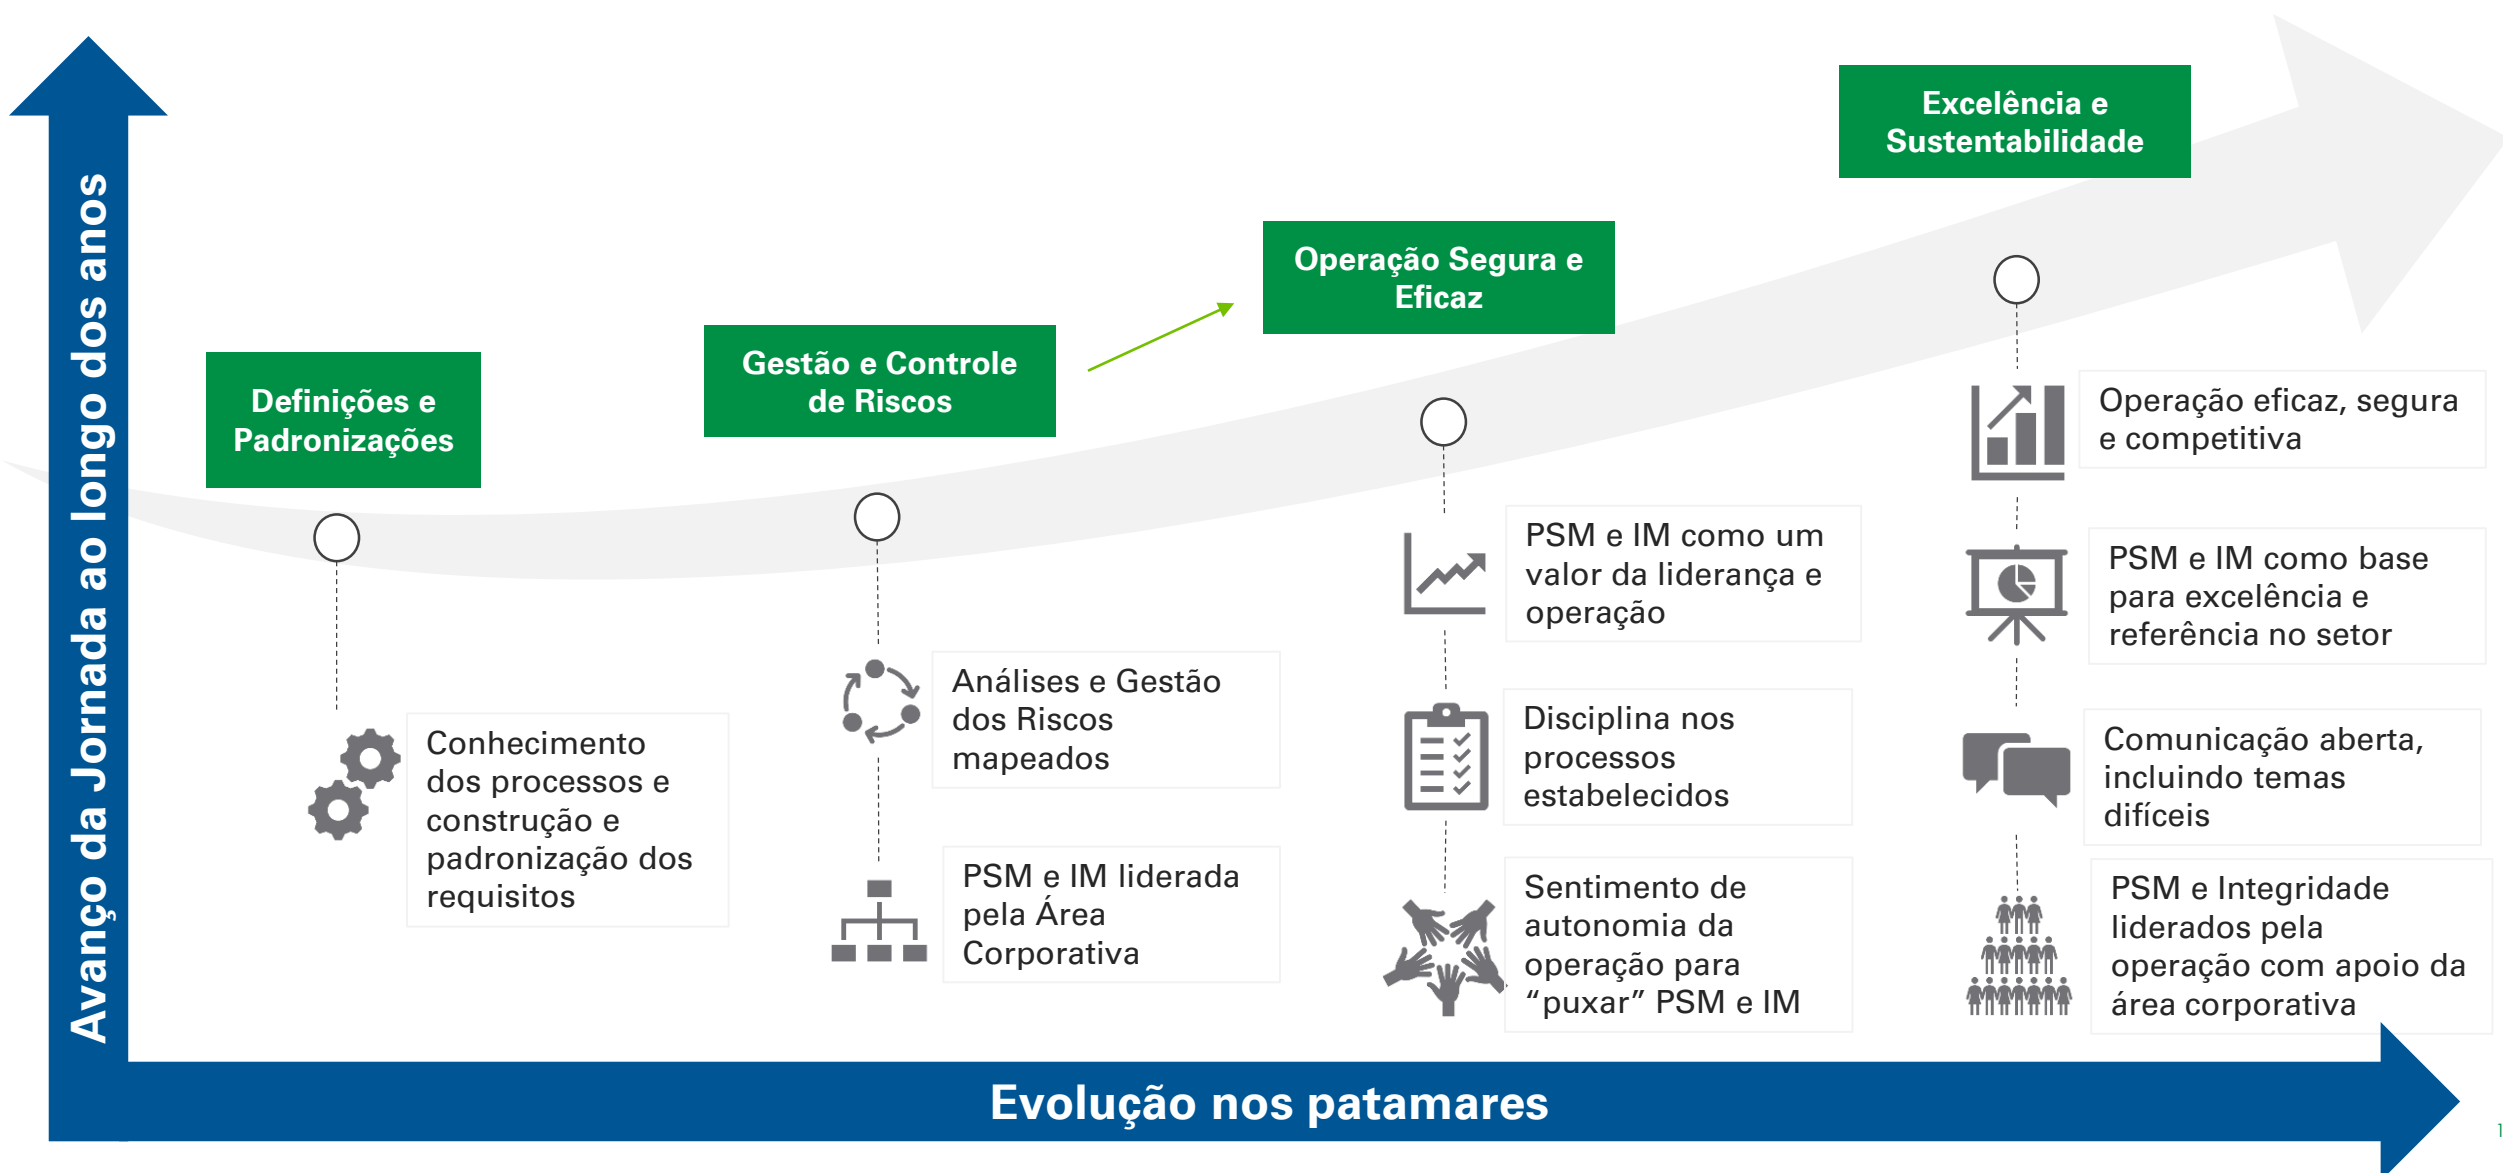 Avanço da Jornada ao longo dos anos
Definições e
Padronizações
Conhecimento
dos processos e
construção e
padronização dos
requisitos
Gestão e Controle
de Riscos
Análises e Gestão
dos Riscos
mapeados
PSM e IM liderada
pela Área
Corporativa
Operação Segura e
Eficaz
PSM e IM como um
valor da liderança e
operação
Disciplina nos
processos
estabelecidos
Sentimento de
autonomia da
operação para
“puxar” PSM e IM
Excelência e
Sustentabilidade
Operação eficaz, segura
e competitiva
PSM e IM como base
para excelência e
referência no setor
Comunicação aberta,
incluindo temas
difíceis
PSM e Integridade
liderados pela
operação com apoio da
área corporativa
Evolução nos patamares
1